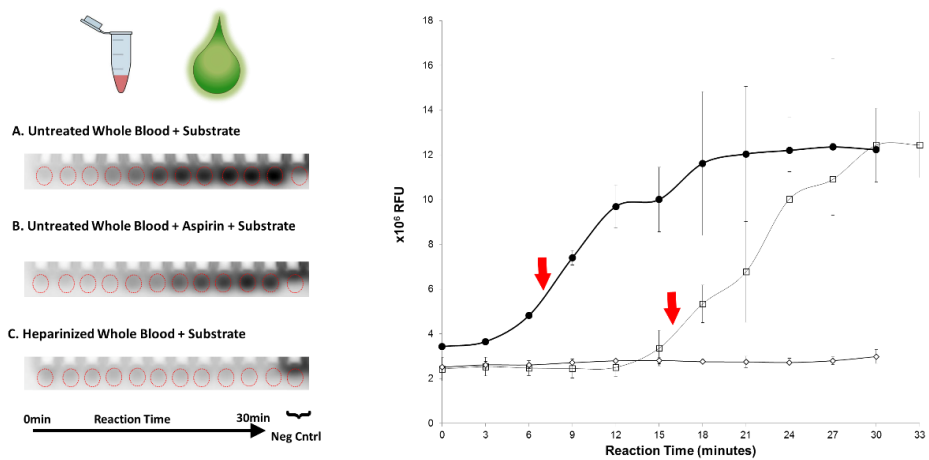 A. Untreated Whole Blood + Substrate
B. Untreated Whole Blood + Aspirin + Substrate
C. Heparinized Whole Blood + Substrate
0min Reaction Time 30min
Neg Cntrl
18
16
14
12
10
8
6
4
2
0
x10⁶ RFU
0 3 6 9 12 15 18 21 24 27 30 33
Reaction Time (minutes)